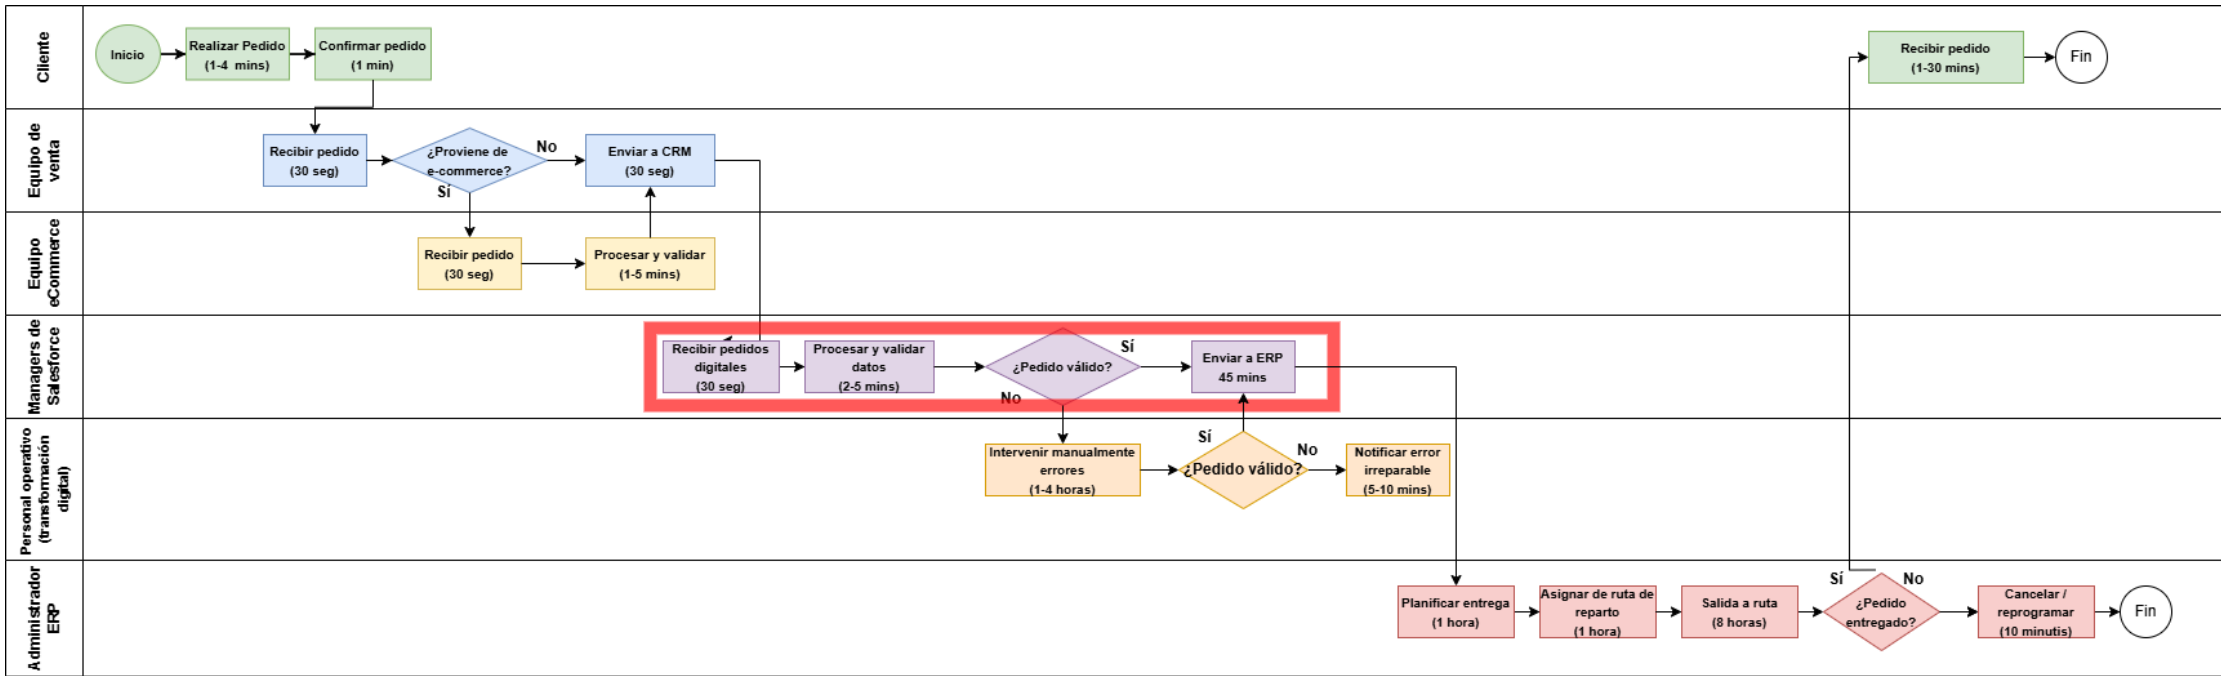 Cliente
Inicio
Realizar Pedido
(1-4 mins)
Confirmar pedido
(1 min)
Recibir pedido
(1-30 mins)
Fin
Equipo de
venta
Recibir pedido
(30 seg)
¿Proviene de
e-commerce?
No
Sí
Enviar a CRM
(30 seg)
Equipo
eCommerce
Recibir pedido
(30 seg)
Procesar y validar
(1-5 mins)
Managers de
Salesforce
Recibir pedidos
digitales
(30 seg)
Procesar y validar
datos
(2-5 mins)
¿Pedido válido?
Sí
No
Enviar a ERP
45 mins
Personal operativo
(transformación
digital)
Intervenir manualmente
errores
(1-4 horas)
Sí
¿Pedido válido?
No
Notificar error
irreparable
(5-10 mins)
Administrador
ERP
Planificar entrega
(1 hora)
Asignar de ruta de
reparto
(1 hora)
Salida a ruta
(8 horas)
Sí
No
¿Pedido
entregado?
Cancelar /
reprogramar
(10 minutis)
Fin